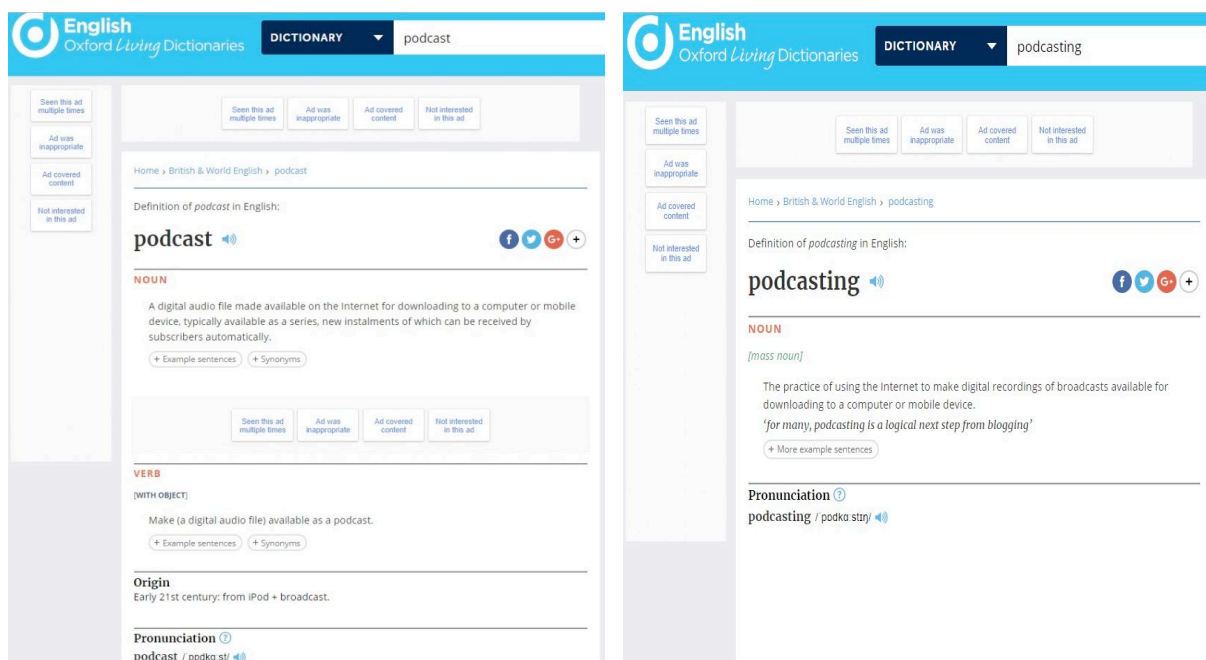 English
Oxford Living Dictionaries
DICTIONARY
podcast
Seen this ad
multiple times
Ad was
inappropriate
Ad covered
content
Not interested
in this ad
Seen this ad
multiple times
Ad was
inappropriate
Ad covered
content
Not interested
in this ad
Home › British & World English › podcast
Definition of podcast in English:
podcast
f
G+
+
NOUN
A digital audio file made available on the Internet for downloading to a computer or mobile
device, typically available as a series, new instalments of which can be received by
subscribers automatically.
+ Example sentences + Synonyms
Seen this ad
multiple times
Ad was
inappropriate
Ad covered
content
Not interested
in this ad
VERB
[WITH OBJECT]
Make (a digital audio file) available as a podcast.
+ Example sentences + Synonyms
Origin
Early 21st century: from iPod + broadcast.
Pronunciation ?
podcast /ˈpɒdkɑːst/
English
Oxford Living Dictionaries
DICTIONARY
podcasting
Seen this ad
multiple times
Ad was
inappropriate
Ad covered
content
Not interested
in this ad
Seen this ad
multiple times
Ad was
inappropriate
Ad covered
content
Not interested
in this ad
Home › British & World English › podcasting
Definition of podcasting in English:
podcasting
f
G+
+
NOUN
[mass noun]
The practice of using the Internet to make digital recordings of broadcasts available for
downloading to a computer or mobile device.
‘for many, podcasting is a logical next step from blogging’
+ More example sentences
Pronunciation ?
podcasting /ˈpɒdkɑːstɪŋ/